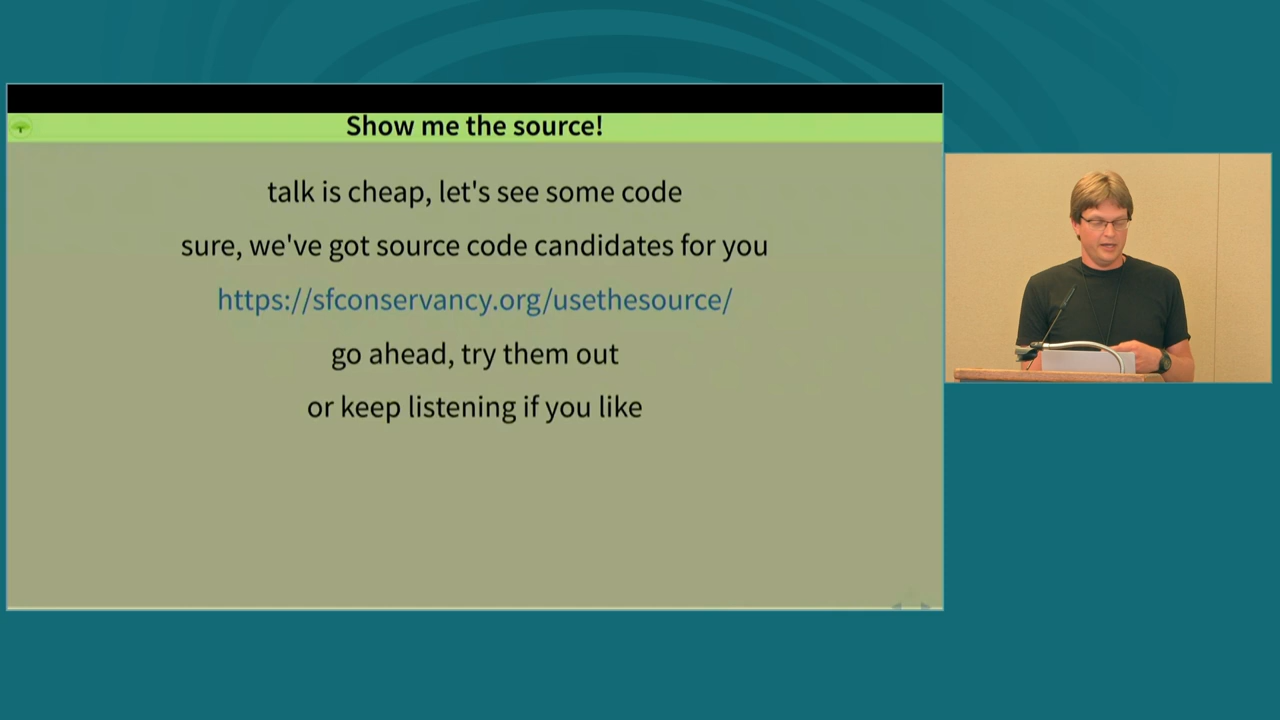 Show me the source!
talk is cheap, let's see some code
sure, we've got source code candidates for you
https://sfconservancy.org/usethesource/
go ahead, try them out
or keep listening if you like